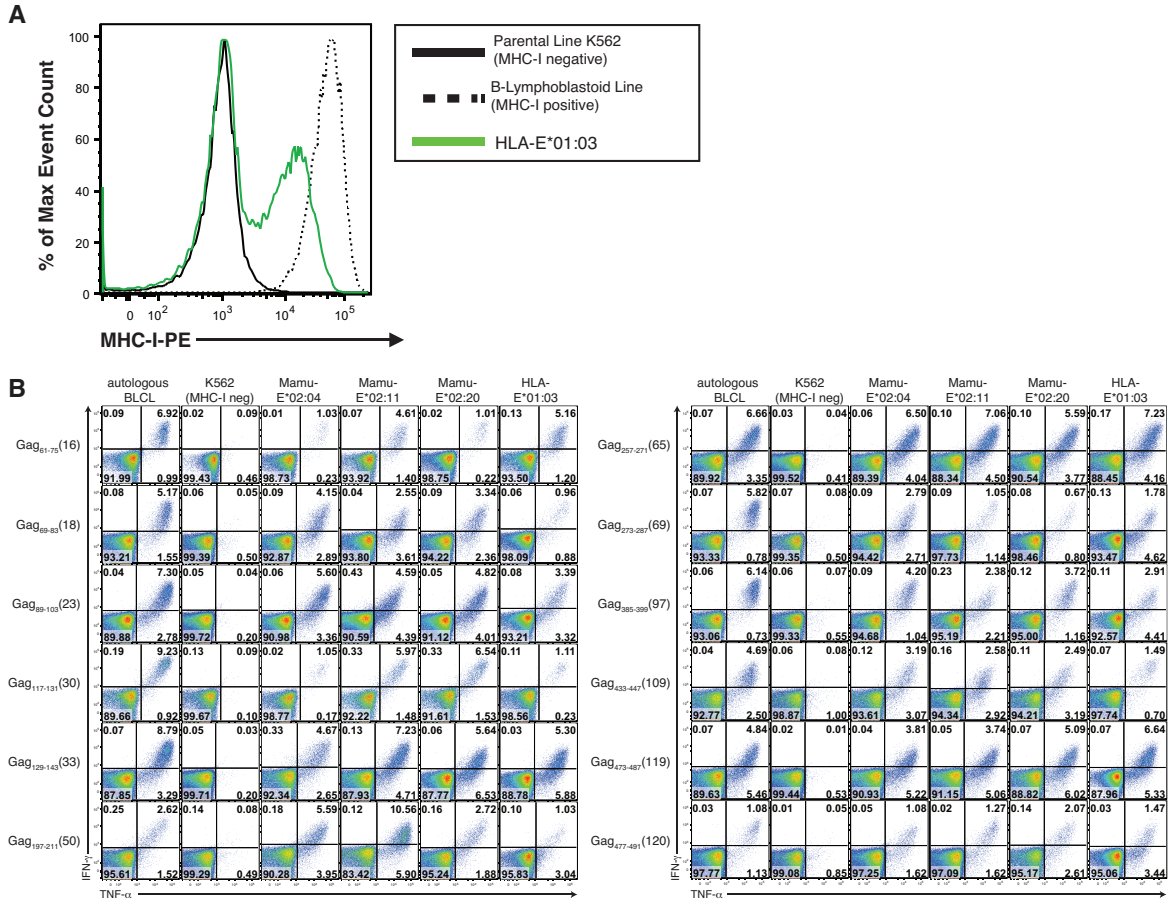 A
100
80
60
40
20
0
% of Max Event Count
0 10² 10³ 10⁴ 10⁵
MHC-I-PE
Parental Line K562
(MHC-I negative)
B-Lymphoblastoid Line
(MHC-I positive)
HLA-E*01:03
B
autologous BLCL K562 (MHC-I neg) Mamu-E*02:04 Mamu-E*02:11 Mamu-E*02:20 HLA-E*01:03
0.09 6.92 0.02 0.09 0.01 1.03 0.07 4.61 0.02 1.01 0.13 5.16
Gag61-75(16)
91.99 0.99 99.43 0.46 98.73 0.23 93.92 1.40 98.75 0.22 93.50 1.20
0.08 5.17 0.06 0.05 0.09 4.15 0.04 2.55 0.09 3.34 0.06 0.96
Gag69-83(18)
93.21 1.55 99.39 0.50 92.87 2.89 93.80 3.61 94.22 2.36 98.09 0.88
0.04 7.30 0.05 0.04 0.06 5.60 0.43 4.59 0.05 4.82 0.08 3.39
Gag89-103(23)
89.88 2.78 99.72 0.20 90.98 3.36 90.59 4.39 91.12 4.01 93.21 3.32
0.19 9.23 0.13 0.09 0.02 1.05 0.33 5.97 0.33 6.54 0.11 1.11
Gag117-131(30)
89.66 0.92 99.67 0.10 98.77 0.17 92.22 1.48 91.61 1.53 98.56 0.23
0.07 8.79 0.05 0.03 0.33 4.67 0.13 7.23 0.06 5.64 0.03 5.30
Gag129-143(33)
87.85 3.29 99.71 0.20 92.34 2.65 87.93 4.71 87.77 6.53 88.78 5.88
0.25 2.62 0.14 0.08 0.18 5.59 0.12 10.56 0.16 2.72 0.10 1.03
Gag197-211(50)
95.61 1.52 99.29 0.49 90.28 3.95 83.42 5.90 95.24 1.88 95.83 3.04
IFN-γ
TNF-α
autologous BLCL K562 (MHC-I neg) Mamu-E*02:04 Mamu-E*02:11 Mamu-E*02:20 HLA-E*01:03
0.07 6.66 0.03 0.04 0.06 6.50 0.10 7.06 0.10 5.59 0.17 7.23
Gag257-271(65)
89.92 3.35 99.52 0.41 89.39 4.04 88.34 4.50 90.54 3.77 88.45 4.16
0.07 5.82 0.07 0.08 0.09 2.79 0.09 1.05 0.08 0.67 0.13 1.78
Gag273-287(69)
93.33 0.78 99.35 0.50 94.42 2.71 97.73 1.14 98.46 0.80 93.47 4.62
0.06 6.14 0.06 0.07 0.09 4.20 0.23 2.38 0.12 3.72 0.11 2.91
Gag385-399(97)
93.06 0.73 99.33 0.55 94.68 1.04 95.19 2.21 95.00 1.16 92.57 4.41
0.04 4.69 0.06 0.08 0.12 3.19 0.16 2.58 0.11 2.49 0.07 1.49
Gag433-447(109)
92.77 2.50 98.87 1.00 93.61 3.07 94.34 2.92 94.21 3.19 97.74 0.70
0.07 4.84 0.02 0.01 0.04 3.81 0.05 3.74 0.07 5.09 0.07 6.64
Gag473-487(119)
89.63 5.46 99.44 0.53 90.93 5.22 91.15 5.06 88.82 6.02 87.96 5.33
0.03 1.08 0.01 0.05 0.05 1.08 0.02 1.27 0.14 2.07 0.03 1.47
Gag477-491(120)
97.77 1.13 99.08 0.85 97.25 1.62 97.09 1.62 95.17 2.61 95.06 3.44
IFN-γ
TNF-α